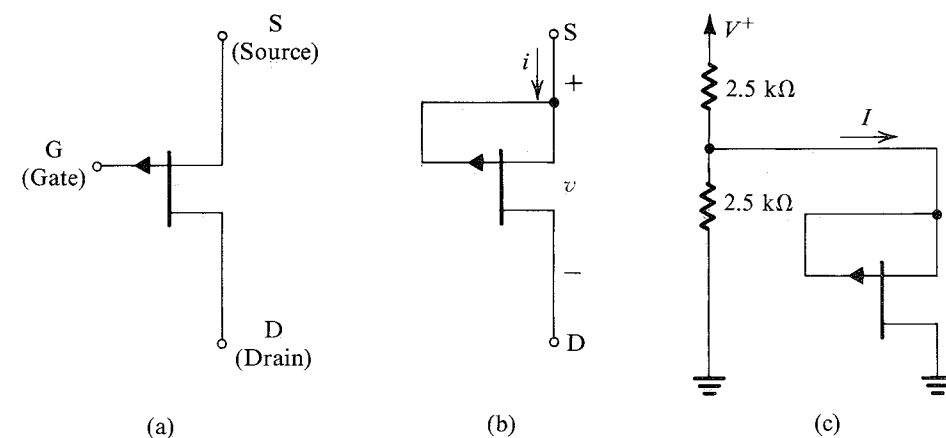 S
(Source)
G
(Gate)
D
(Drain)
(a)
S
i
+
v
−
D
(b)
V⁺
2.5 kΩ
I
2.5 kΩ
(c)